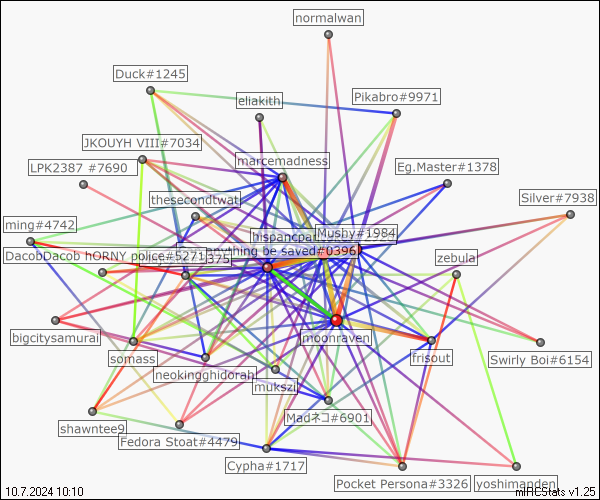 normalwan
Duck#1245
eliakith
Pikabro#9971
JKOUYH VIII#7034
marcemadness
LPK2387 #7690
Eg.Master#1378
thesecondtwat
Silver#7938
ming#4742
Mushy#1984
anything be saved#0396
DacobDacob hORNY police#5271
zebula
bigcitysamurai
moonraven
somass
frisout
Swirly Boi#6154
neokingghidorah
mukszi
Madネコ#6901
shawntee9
Fedora Stoat#4479
Cypha#1717
Pocket Persona#3326
yoshimanden
10.7.2024 10:10
mIRCStats v1.25